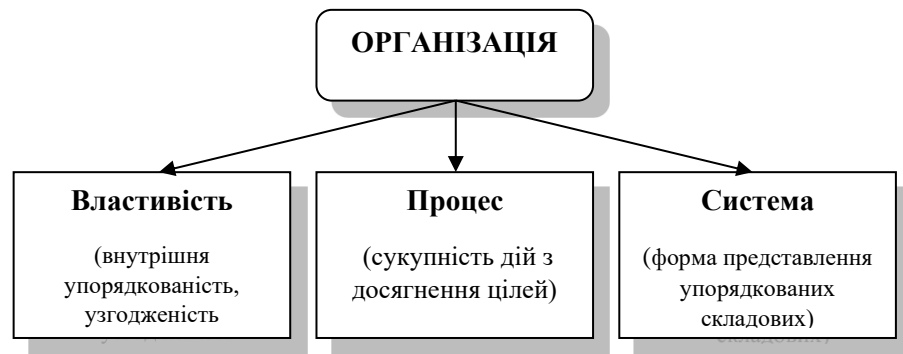 ОРГАНІЗАЦІЯ
Властивість
(внутрішня
упорядкованість,
узгодженість
Процес
(сукупність дій з
досягнення цілей)
Система
(форма представлення
упорядкованих
складових)